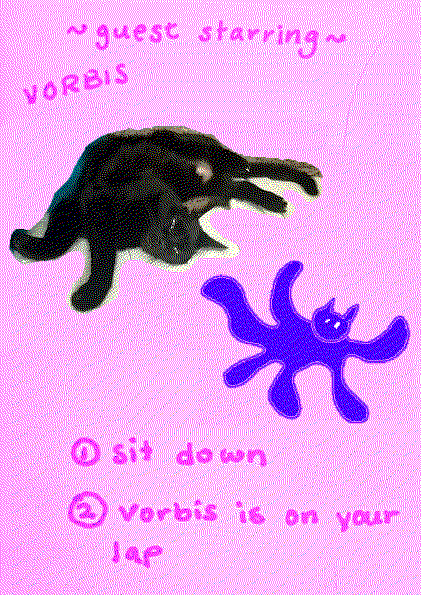 ~guest starring~
VORBIS
① sit down
② vorbis is on your
lap